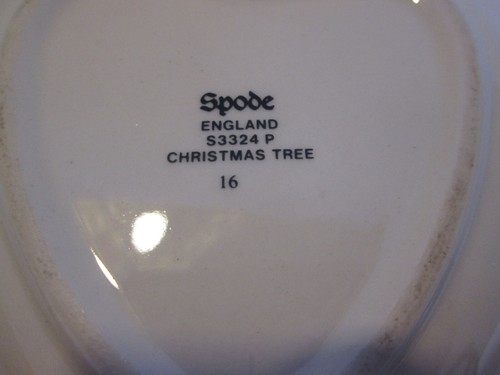 Spode
ENGLAND
S3324 P
CHRISTMAS TREE
16